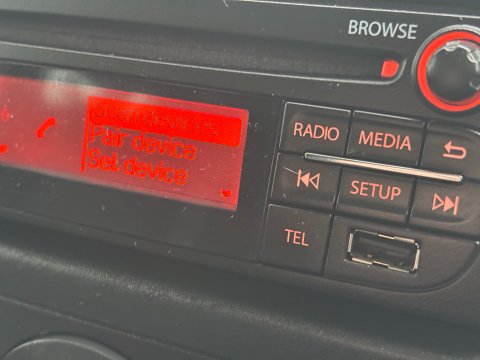 BROWSE
Pair device
Sel. device
RADIO
MEDIA
SETUP
TEL